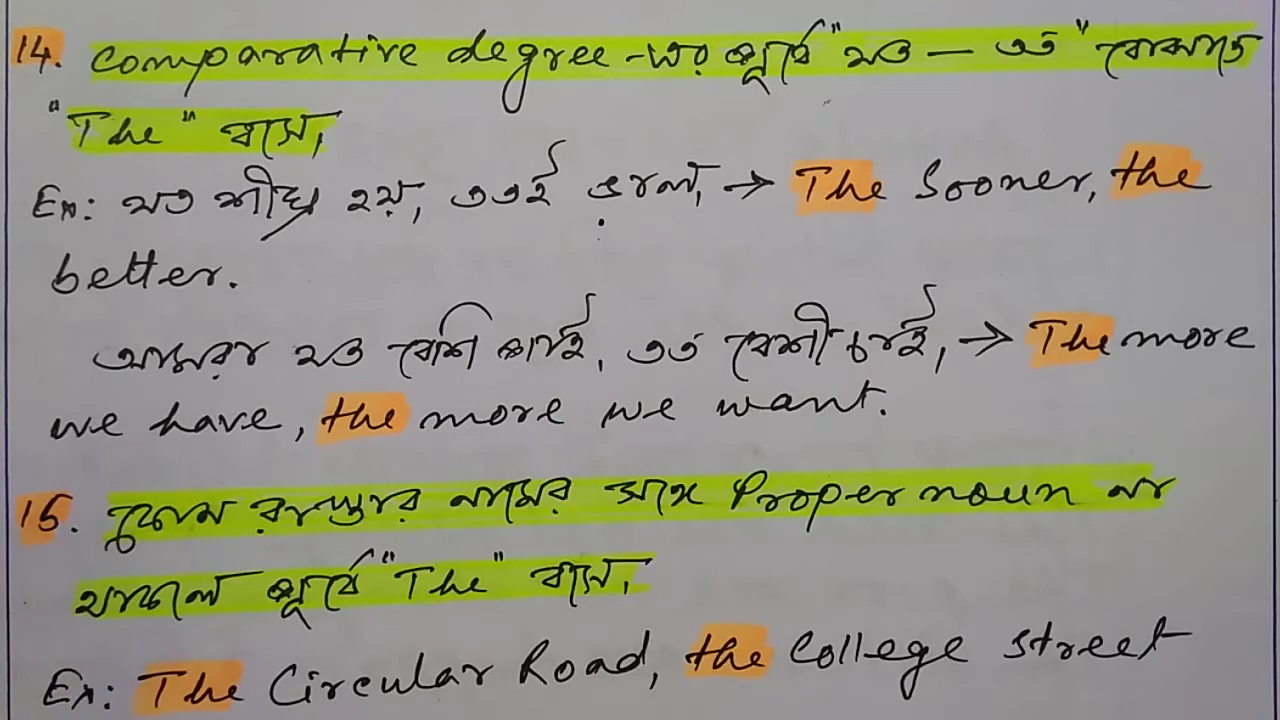 14. Comparative degree -এর পূর্বে "যত — তত" বোঝাতে
"The" বসে,
Ex: যত শীঘ্র হয়, ততই ভালো, → The Sooner, the
better.
আমরা যত বেশি পাই, তত বেশী চাই, → The more
we have, the more we want.
15. কোন রাস্তার নামের সঙ্গে Proper noun না
থাকলে পূর্বে "The" বসে,
Ex: The Circular Road, the College Street